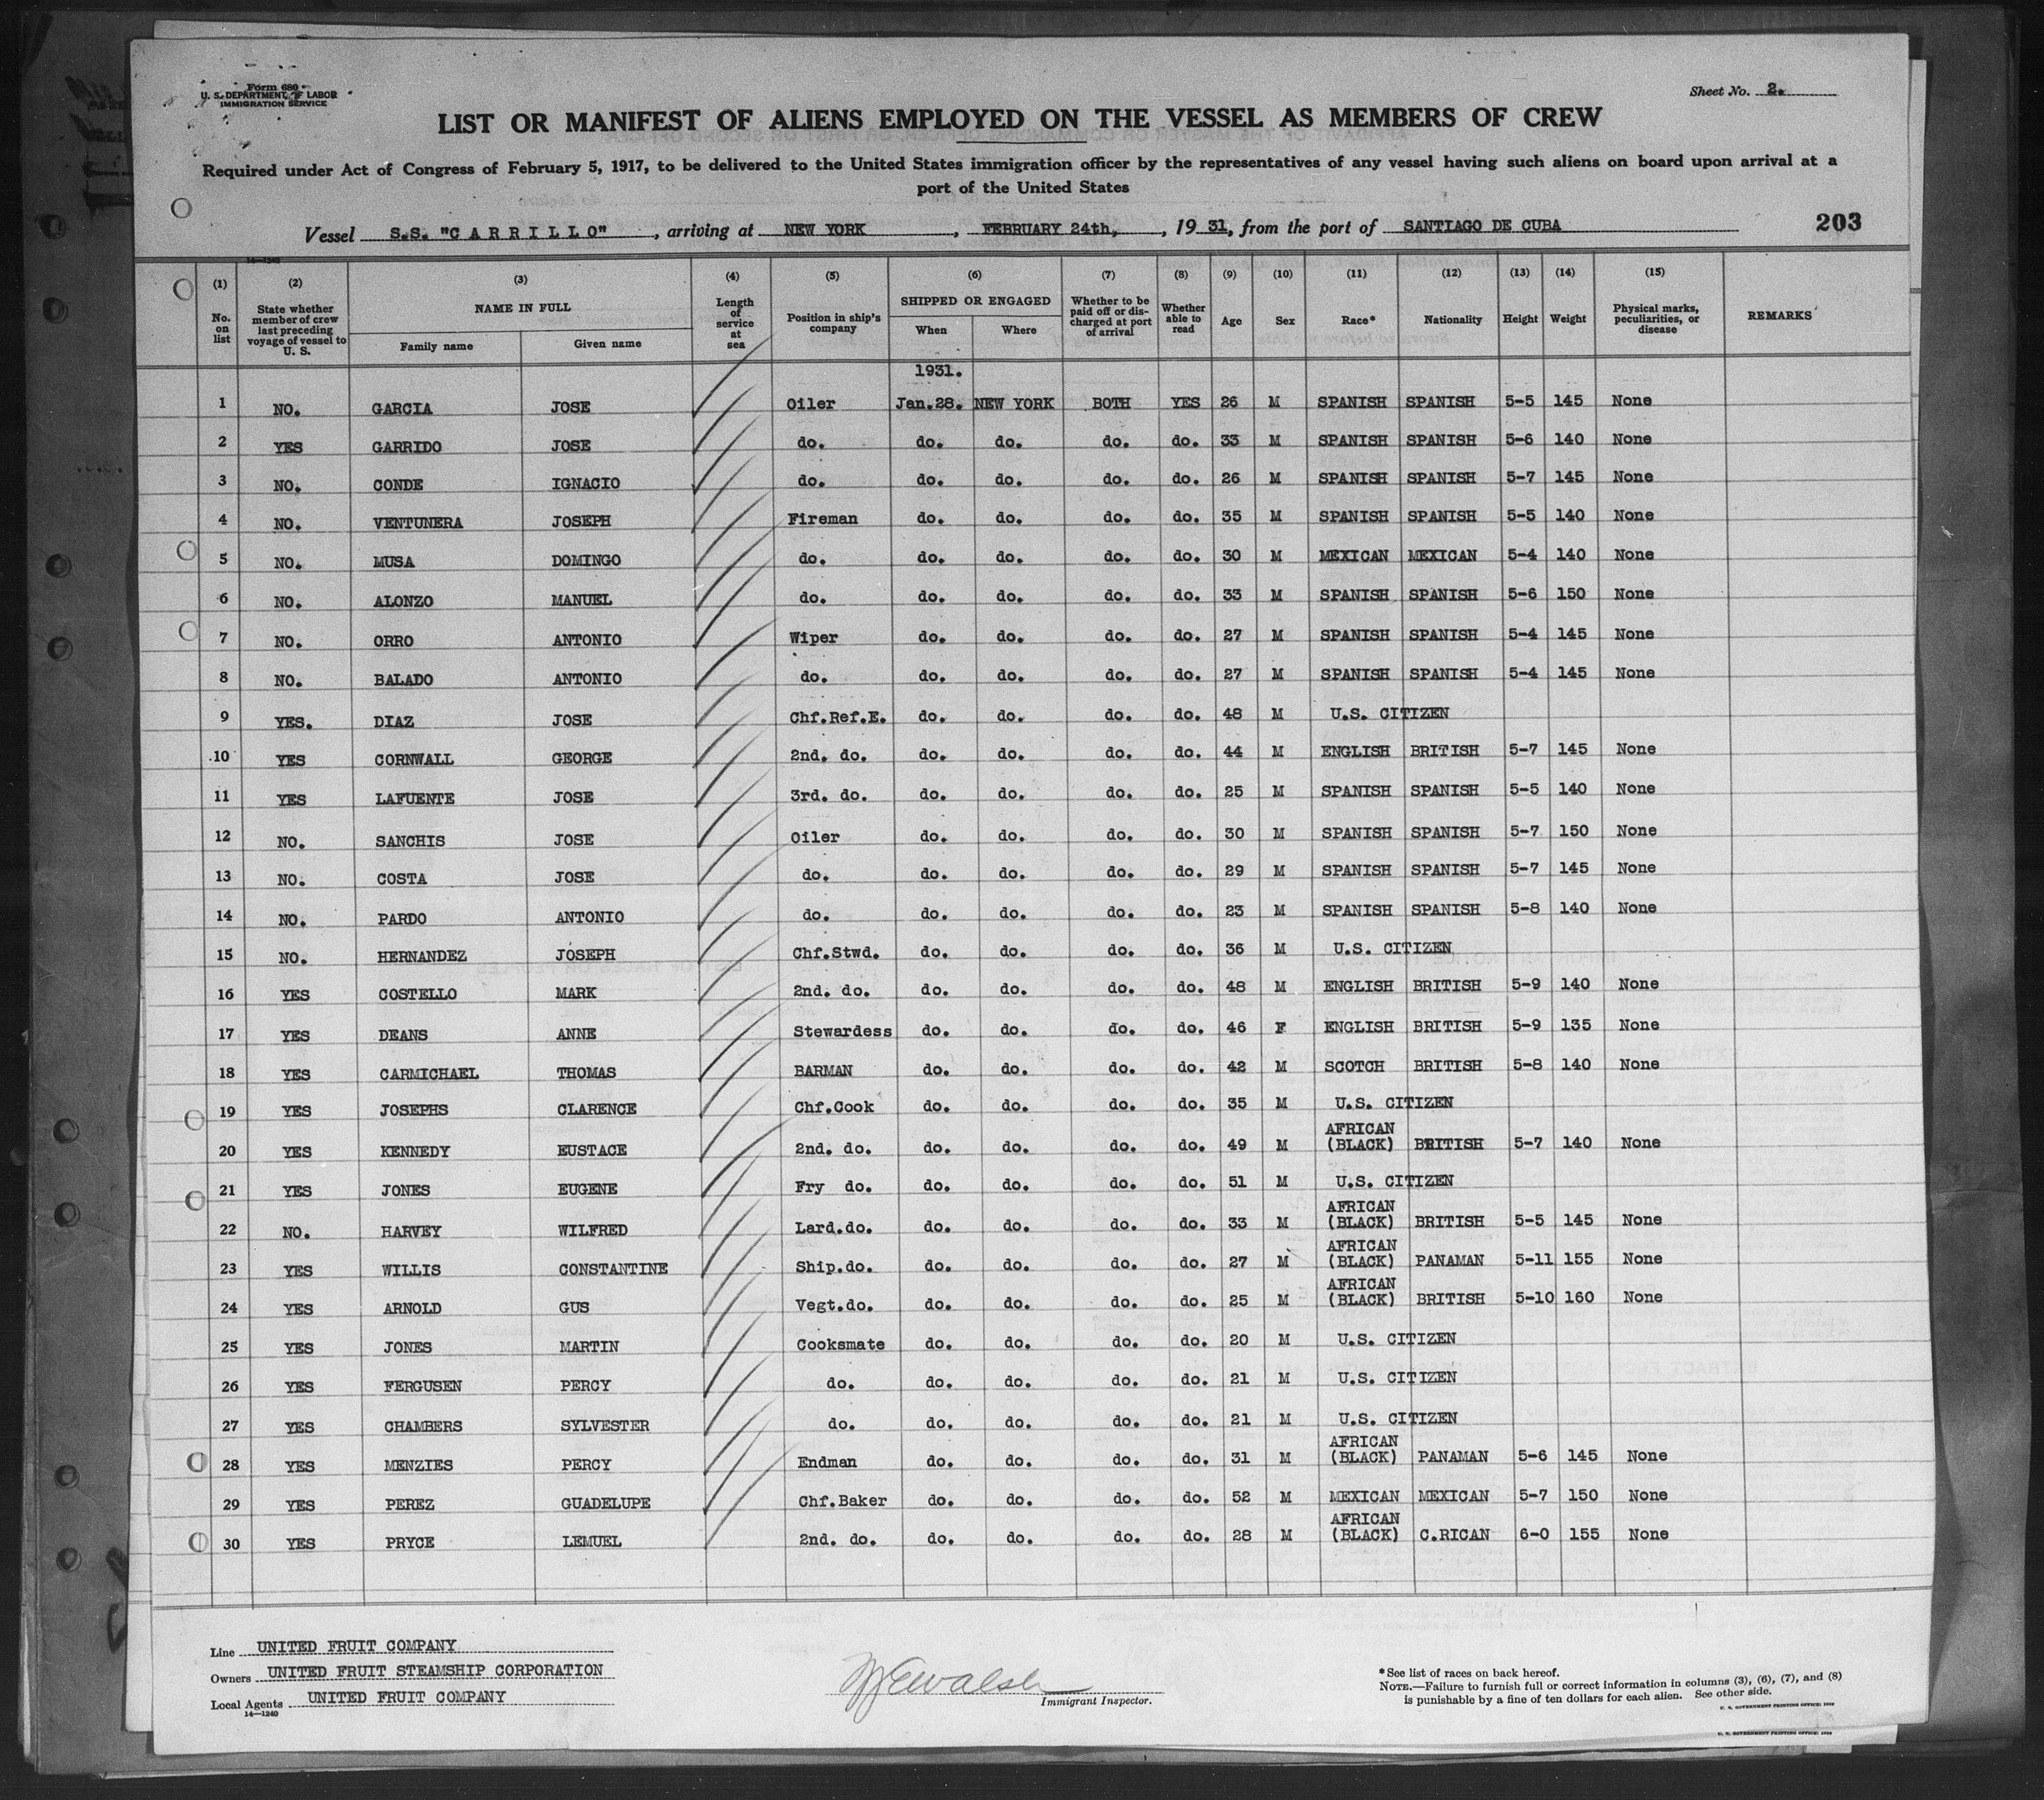 Form 680
U. S. DEPARTMENT OF LABOR
IMMIGRATION SERVICE
Sheet No. 2.
LIST OR MANIFEST OF ALIENS EMPLOYED ON THE VESSEL AS MEMBERS OF CREW
Required under Act of Congress of February 5, 1917, to be delivered to the United States immigration officer by the representatives of any vessel having such aliens on board upon arrival at a
port of the United States
Vessel S.S. "CARRILLO", arriving at NEW YORK, FEBRUARY 24th, 1931, from the port of SANTIAGO DE CUBA
203
14—1240
(1) (2) (3) (4) (5) (6) (7) (8) (9) (10) (11) (12) (13) (14) (15)
No. on list
State whether member of crew last preceding voyage of vessel to U. S.
NAME IN FULL
Family name Given name
Length of service at sea
Position in ship's company
SHIPPED OR ENGAGED
When Where
Whether to be paid off or discharged at port of arrival
Whether able to read
Age Sex Race* Nationality Height Weight
Physical marks, peculiarities, or disease
REMARKS
1931.
1 NO. GARCIA JOSE Oiler Jan.28. NEW YORK BOTH YES 26 M SPANISH SPANISH 5-5 145 None
2 YES GARRIDO JOSE do. do. do. do. do. 33 M SPANISH SPANISH 5-6 140 None
3 NO. CONDE IGNACIO do. do. do. do. do. 26 M SPANISH SPANISH 5-7 145 None
4 NO. VENTUNERA JOSEPH Fireman do. do. do. do. 35 M SPANISH SPANISH 5-5 140 None
5 NO. MUSA DOMINGO do. do. do. do. do. 30 M MEXICAN MEXICAN 5-4 140 None
6 NO. ALONZO MANUEL do. do. do. do. do. 33 M SPANISH SPANISH 5-6 150 None
7 NO. ORRO ANTONIO Wiper do. do. do. do. 27 M SPANISH SPANISH 5-4 145 None
8 NO. BALADO ANTONIO do. do. do. do. do. 27 M SPANISH SPANISH 5-4 145 None
9 YES. DIAZ JOSE Chf.Ref.E. do. do. do. do. 48 M U.S. CITIZEN
10 YES CORNWALL GEORGE 2nd. do. do. do. do. do. 44 M ENGLISH BRITISH 5-7 145 None
11 YES LAFUENTE JOSE 3rd. do. do. do. do. do. 25 M SPANISH SPANISH 5-5 140 None
12 NO. SANCHIS JOSE Oiler do. do. do. do. 30 M SPANISH SPANISH 5-7 150 None
13 NO. COSTA JOSE do. do. do. do. do. 29 M SPANISH SPANISH 5-7 145 None
14 NO. PARDO ANTONIO do. do. do. do. do. 23 M SPANISH SPANISH 5-8 140 None
15 NO. HERNANDEZ JOSEPH Chf.Stwd. do. do. do. do. 36 M U.S. CITIZEN
16 YES COSTELLO MARK 2nd. do. do. do. do. do. 48 M ENGLISH BRITISH 5-9 140 None
17 YES DEANS ANNE Stewardess do. do. do. do. 46 F ENGLISH BRITISH 5-9 135 None
18 YES CARMICHAEL THOMAS BARMAN do. do. do. do. 42 M SCOTCH BRITISH 5-8 140 None
19 YES JOSEPHS CLARENCE Chf.Cook do. do. do. do. 35 M U.S. CITIZEN
20 YES KENNEDY EUSTACE 2nd. do. do. do. do. do. 49 M AFRICAN (BLACK) BRITISH 5-7 140 None
21 YES JONES EUGENE Fry do. do. do. do. do. 51 M U.S. CITIZEN
22 NO. HARVEY WILFRED Lard.do. do. do. do. do. 33 M AFRICAN (BLACK) BRITISH 5-5 145 None
23 YES WILLIS CONSTANTINE Ship.do. do. do. do. do. 27 M AFRICAN (BLACK) PANAMAN 5-11 155 None
24 YES ARNOLD GUS Vegt.do. do. do. do. do. 25 M AFRICAN (BLACK) BRITISH 5-10 160 None
25 YES JONES MARTIN Cooksmate do. do. do. do. 20 M U.S. CITIZEN
26 YES FERGUSEN PERCY do. do. do. do. do. 21 M U.S. CITIZEN
27 YES CHAMBERS SYLVESTER do. do. do. do. do. 21 M U.S. CITIZEN
28 YES MENZIES PERCY Endman do. do. do. do. 31 M AFRICAN (BLACK) PANAMAN 5-6 145 None
29 YES PEREZ GUADELUPE Chf.Baker do. do. do. do. 52 M MEXICAN MEXICAN 5-7 150 None
30 YES PRYCE LEMUEL 2nd. do. do. do. do. do. 28 M AFRICAN (BLACK) C.RICAN 6-0 155 None
Line UNITED FRUIT COMPANY
Owners UNITED FRUIT STEAMSHIP CORPORATION
Local Agents UNITED FRUIT COMPANY
14—1240
Walsh
Immigrant Inspector.
*See list of races on back hereof.
NOTE.—Failure to furnish full or correct information in columns (3), (6), (7), and (8)
is punishable by a fine of ten dollars for each alien. See other side.
U. S. GOVERNMENT PRINTING OFFICE:
U. S. GOVERNMENT PRINTING OFFICE: